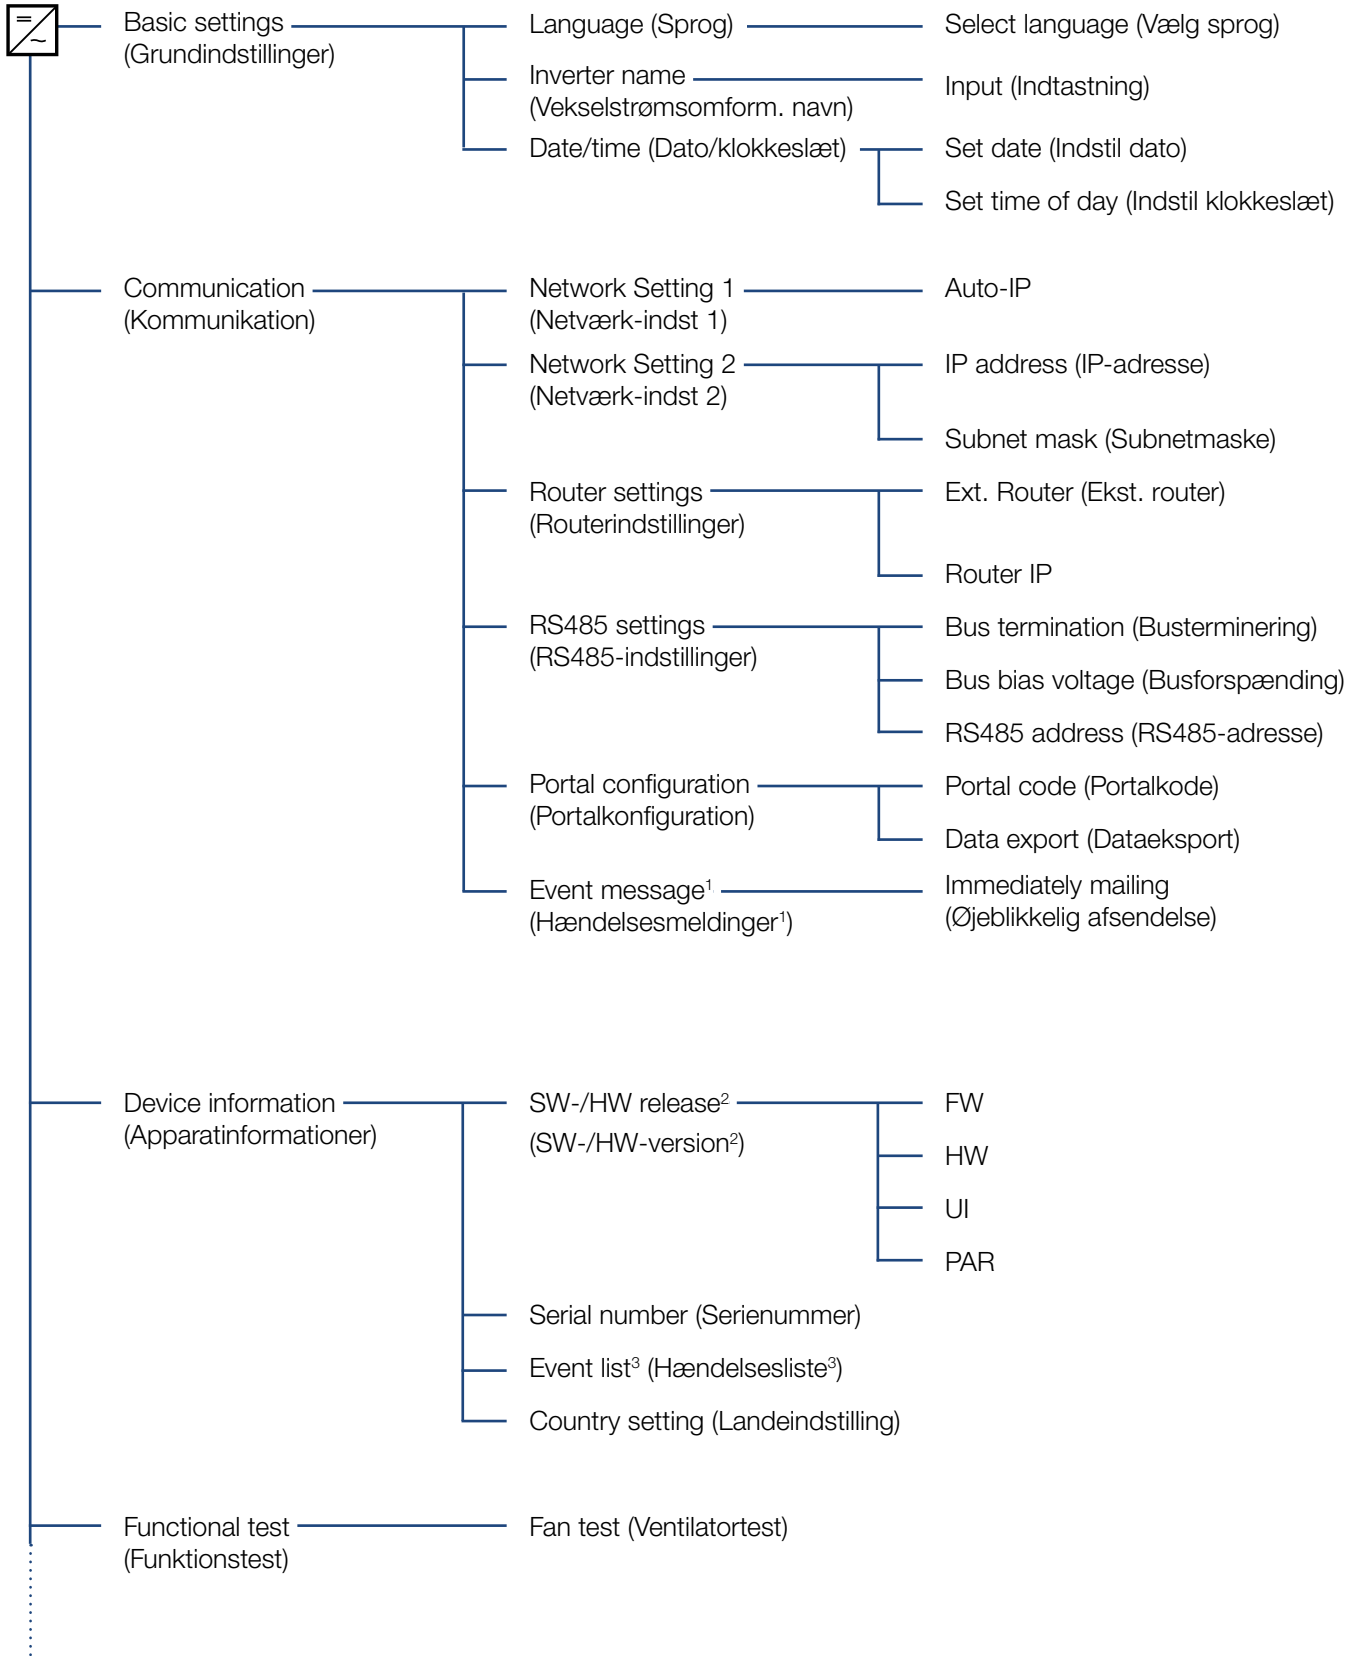 Basic settings
(Grundindstillinger)
Language (Sprog)
Select language (Vælg sprog)
Inverter name
(Vekselstrømsomform. navn)
Input (Indtastning)
Date/time (Dato/klokkeslæt)
Set date (Indstil dato)
Set time of day (Indstil klokkeslæt)
Communication
(Kommunikation)
Network Setting 1
(Netværk-indst 1)
Auto-IP
Network Setting 2
(Netværk-indst 2)
IP address (IP-adresse)
Subnet mask (Subnetmaske)
Router settings
(Routerindstillinger)
Ext. Router (Ekst. router)
Router IP
RS485 settings
(RS485-indstillinger)
Bus termination (Busterminering)
Bus bias voltage (Busforspænding)
RS485 address (RS485-adresse)
Portal configuration
(Portalkonfiguration)
Portal code (Portalkode)
Data export (Dataeksport)
Event message¹
(Hændelsesmeldinger¹)
Immediately mailing
(Øjeblikkelig afsendelse)
Device information
(Apparatinformationer)
SW-/HW release²
(SW-/HW-version²)
FW
HW
UI
PAR
Serial number (Serienummer)
Event list³ (Hændelsesliste³)
Country setting (Landeindstilling)
Functional test
(Funktionstest)
Fan test (Ventilatortest)